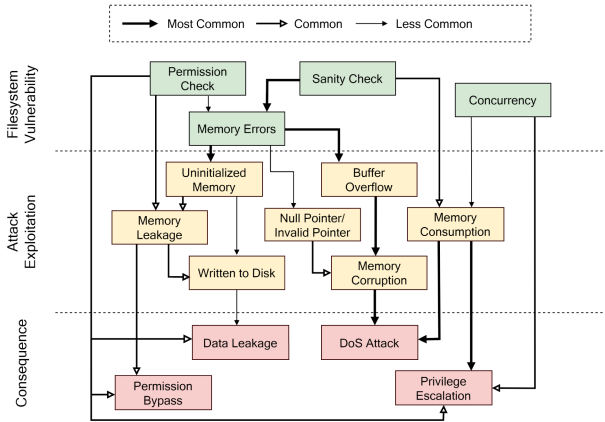 Most Common
Common
Less Common
Filesystem
Vulnerability
Permission
Check
Sanity Check
Concurrency
Memory Errors
Attack
Exploitation
Uninitialized
Memory
Buffer
Overflow
Memory
Leakage
Null Pointer/
Invalid Pointer
Memory
Consumption
Written to Disk
Memory
Corruption
Consequence
Data Leakage
DoS Attack
Permission
Bypass
Privilege
Escalation